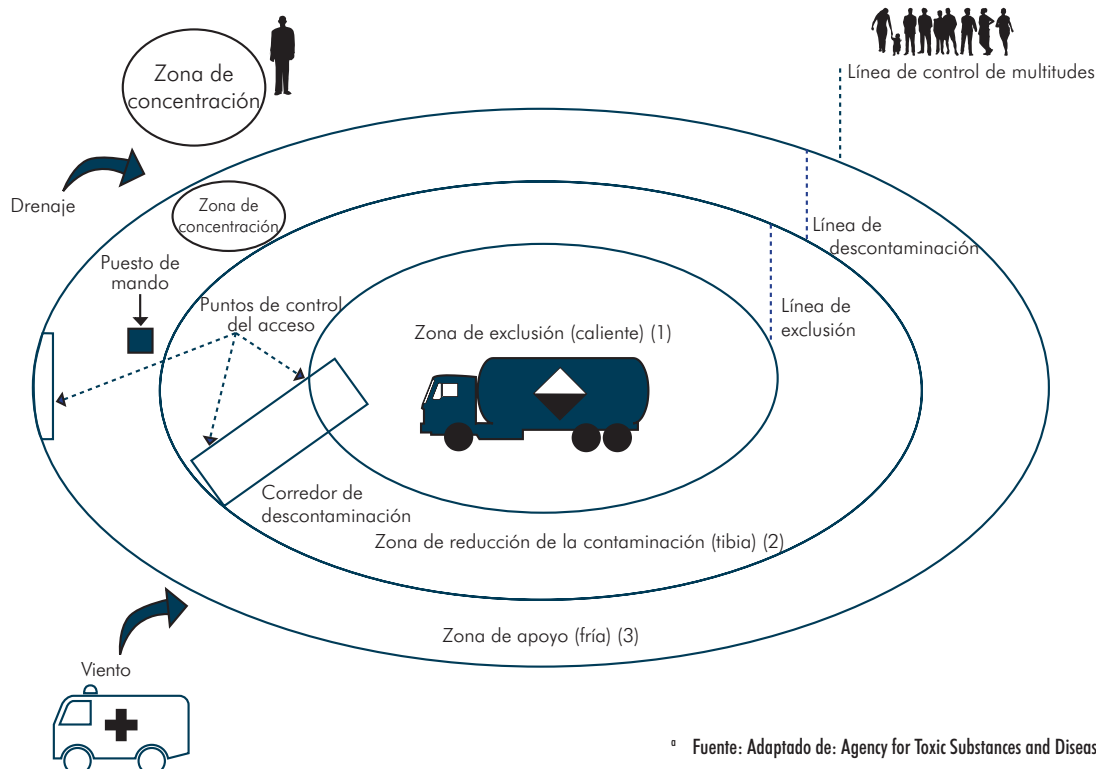 Zona de
concentración
Línea de control de multitudes
Drenaje
Zona de
concentración
Línea de
descontaminación
Puesto de
mando
Puntos de control
del acceso
Línea de
exclusión
Zona de exclusión (caliente) (1)
Corredor de
descontaminación
Zona de reducción de la contaminación (tibia) (2)
Zona de apoyo (fría) (3)
Viento
a Fuente: Adaptado de: Agency for Toxic Substances and Diseas